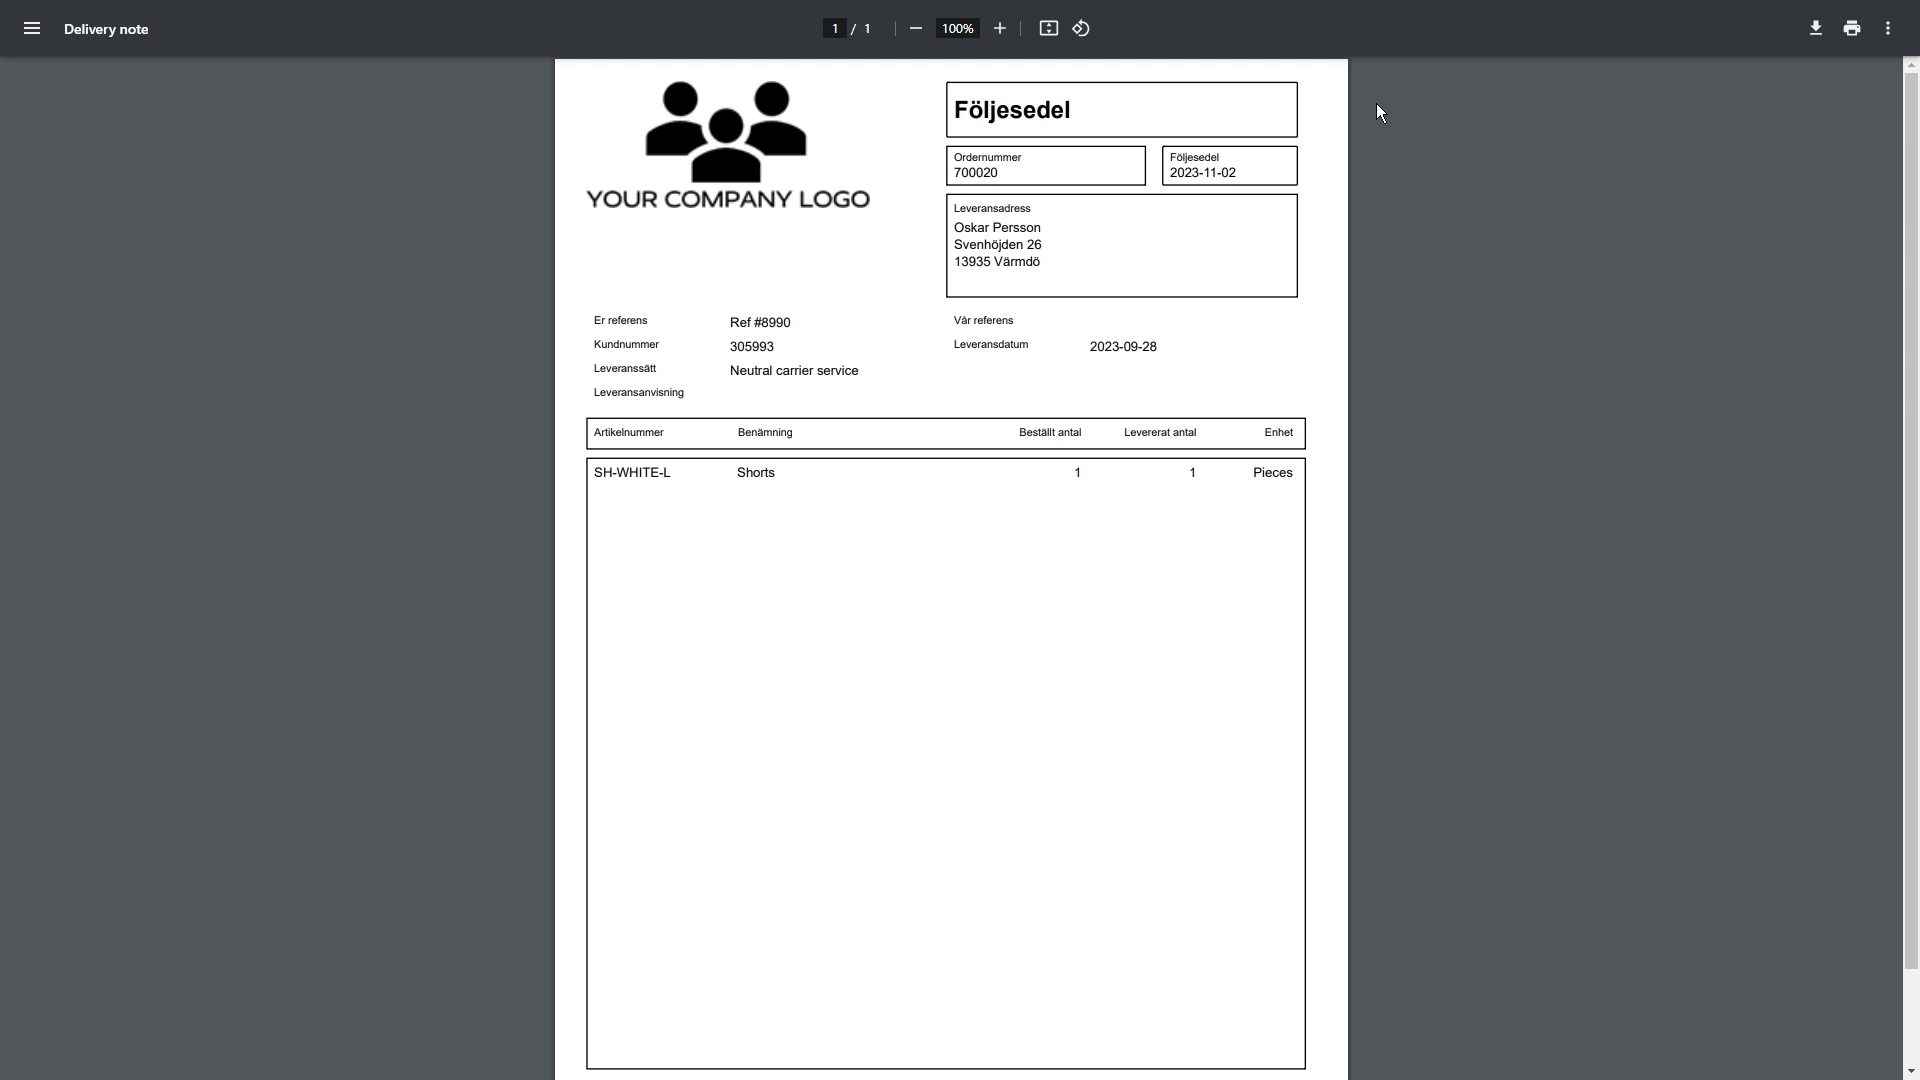 Delivery note
1 / 1
100%
YOUR COMPANY LOGO
Följesedel
Ordernummer
700020
Följesedel
2023-11-02
Leveransadress
Oskar Persson
Svenhöjden 26
13935 Värmdö
Er referens Ref #8990
Vår referens
Kundnummer 305993
Leveransdatum 2023-09-28
Leveranssätt Neutral carrier service
Leveransanvisning
Artikelnummer Benämning Beställt antal Levererat antal Enhet
SH-WHITE-L Shorts 1 1 Pieces